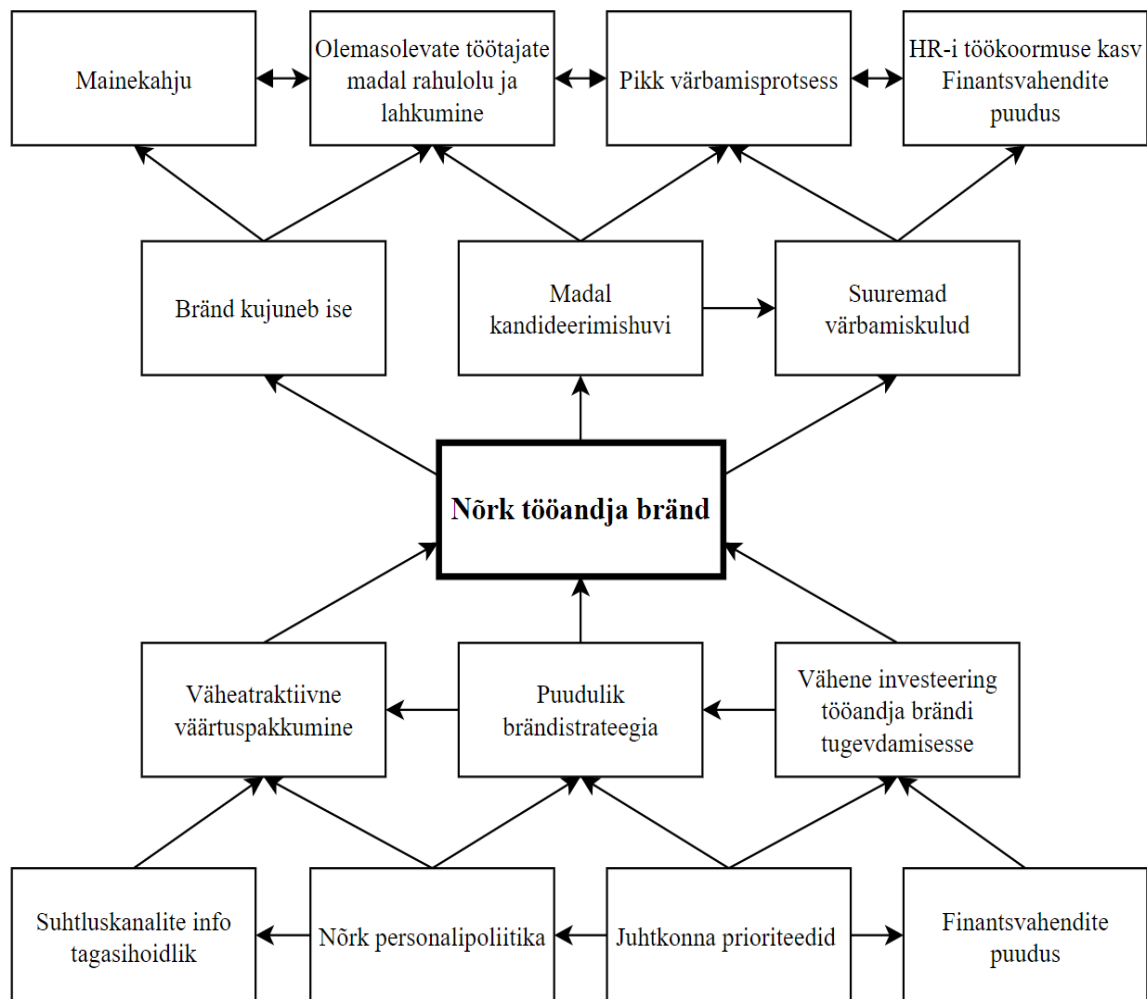 Mainekahju
Olemasolevate töötajate
madal rahulolu ja
lahkumine
Pikk värbamisprotsess
HR-i töökoormuse kasv
Finantsvahendite
puudus
Bränd kujuneb ise
Madal
kandideerimishuvi
Suuremad
värbamiskulud
Nõrk tööandja bränd
Väheatraktiivne
väärtuspakkumine
Puudulik
brändistrateegia
Vähene investeering
tööandja brändi
tugevdamisesse
Suhtluskanalite info
tagasihoidlik
Nõrk personalipoliitika
Juhtkonna prioriteedid
Finantsvahendite
puudus